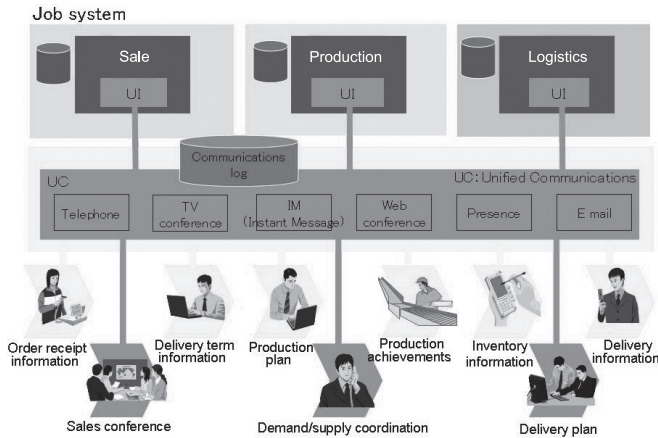 Job system
Sale
Production
Logistics
UI
UI
UI
Communications
log
UC
UC: Unified Communications
Telephone
TV
conference
IM
(Instant Message)
Web
conference
Presence
E mail
Order receipt
information
Delivery term
information
Production
plan
Production
achievements
Inventory
information
Delivery
information
Sales conference
Demand/supply coordination
Delivery plan